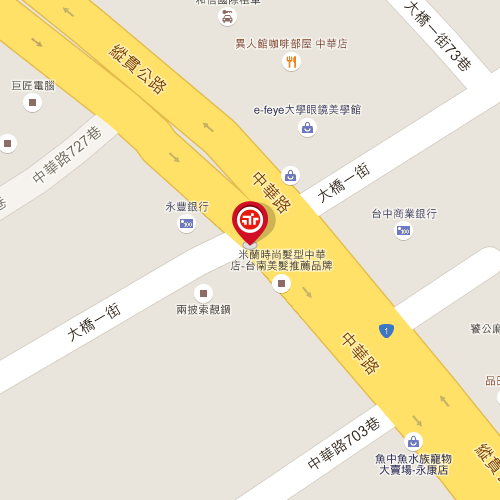 和信國際租車
大橋一街73巷
異人館咖啡部屋 中華店
縱貫公路
巨匠電腦
e-feye大學眼鏡美學館
中華路727巷
巷
大橋一街
中華路
永豐銀行
台中商業銀行
米蘭時尚髮型中華
店-台南美髮推薦品牌
兩披索靚鍋
大橋一街
1
中華路
饕公麻
品田
中華路703巷
魚中魚水族寵物
大賣場-永康店
縱貫